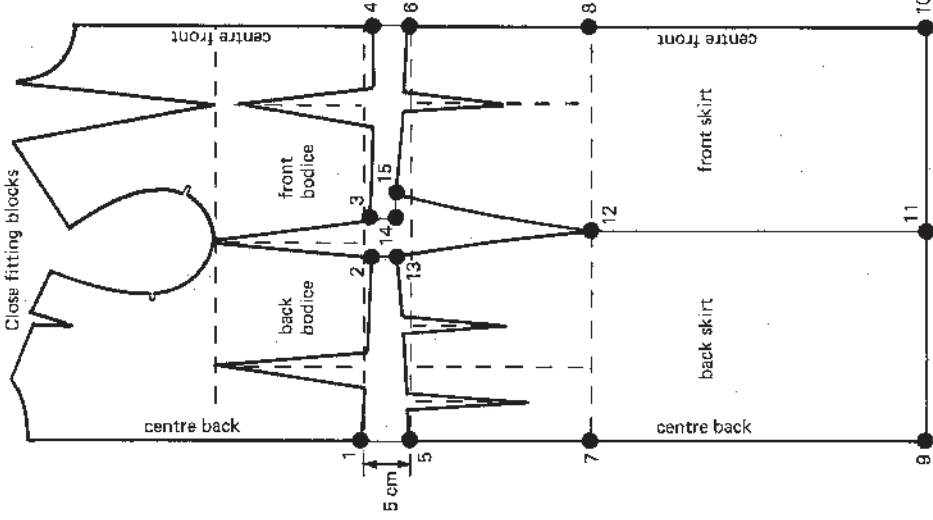 Close fitting blocks
centre front
front
bodice
back
bodice
centre back
4
3
2
1
6
15
14
13
5
5 cm
8
12
7
centre front
front skirt
back skirt
centre back
10
11
9